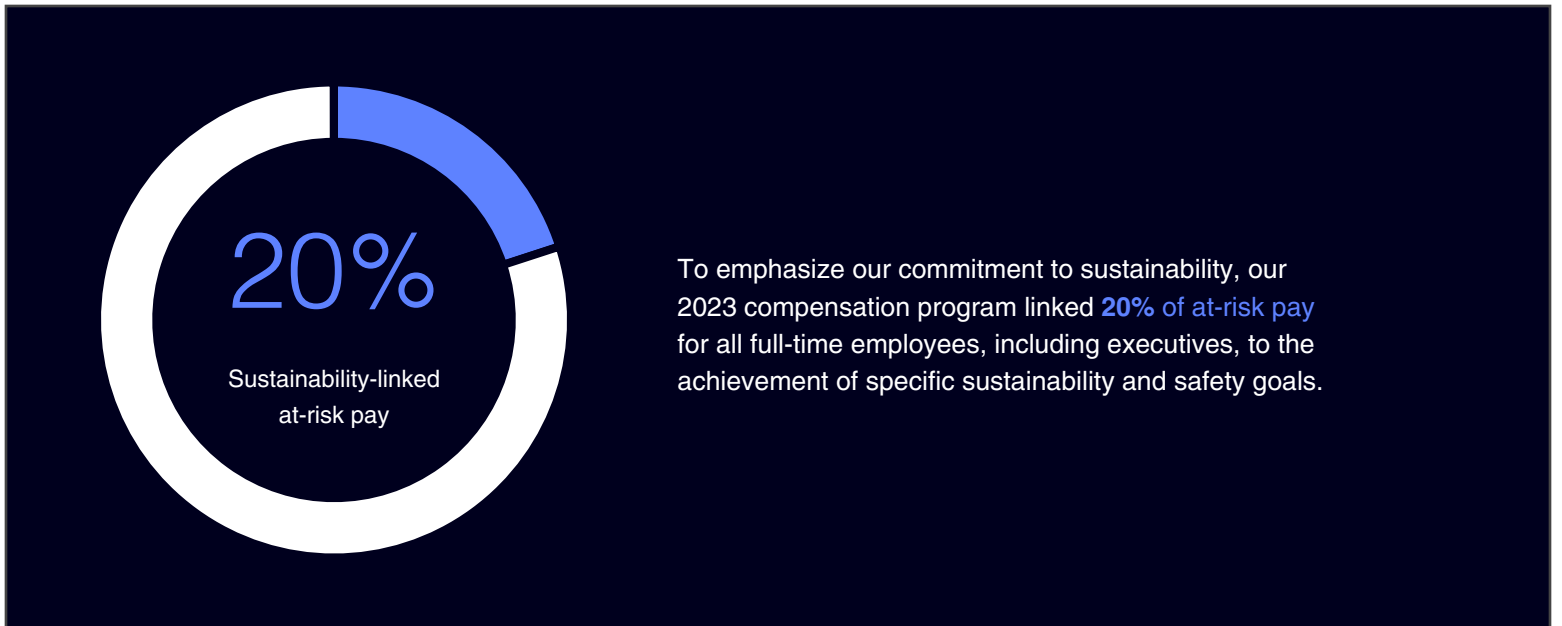 20%
Sustainability-linked
at-risk pay
To emphasize our commitment to sustainability, our
2023 compensation program linked 20% of at-risk pay
for all full-time employees, including executives, to the
achievement of specific sustainability and safety goals.